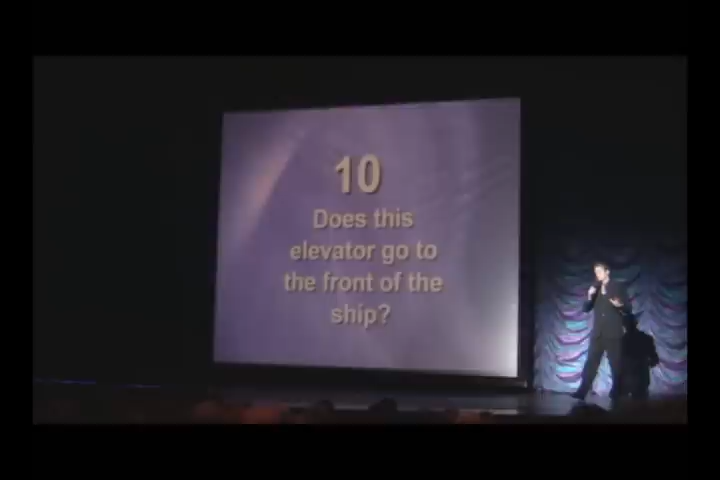 10
Does this
elevator go to
the front of the
ship?